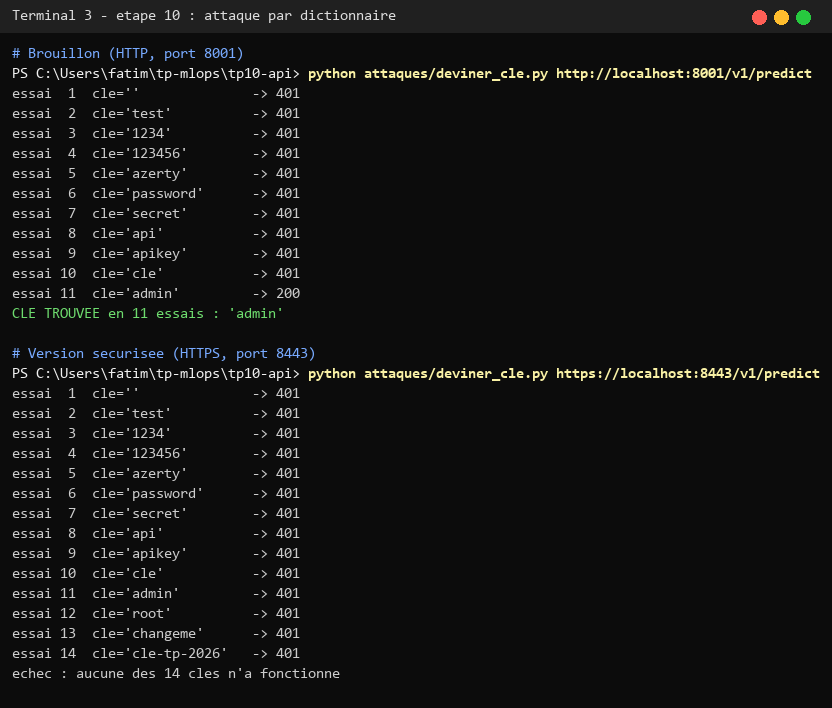 Terminal 3 - etape 10 : attaque par dictionnaire
# Brouillon (HTTP, port 8001)
PS C:\Users\fatim\tp-mlops\tp10-api> python attaques/deviner_cle.py http://localhost:8001/v1/predict
essai  1  cle=''              -> 401
essai  2  cle='test'          -> 401
essai  3  cle='1234'          -> 401
essai  4  cle='123456'        -> 401
essai  5  cle='azerty'        -> 401
essai  6  cle='password'      -> 401
essai  7  cle='secret'        -> 401
essai  8  cle='api'           -> 401
essai  9  cle='apikey'        -> 401
essai 10  cle='cle'           -> 401
essai 11  cle='admin'         -> 200
CLE TROUVEE en 11 essais : 'admin'
# Version securisee (HTTPS, port 8443)
PS C:\Users\fatim\tp-mlops\tp10-api> python attaques/deviner_cle.py https://localhost:8443/v1/predict
essai  1  cle=''              -> 401
essai  2  cle='test'          -> 401
essai  3  cle='1234'          -> 401
essai  4  cle='123456'        -> 401
essai  5  cle='azerty'        -> 401
essai  6  cle='password'      -> 401
essai  7  cle='secret'        -> 401
essai  8  cle='api'           -> 401
essai  9  cle='apikey'        -> 401
essai 10  cle='cle'           -> 401
essai 11  cle='admin'         -> 401
essai 12  cle='root'          -> 401
essai 13  cle='changeme'      -> 401
essai 14  cle='cle-tp-2026'   -> 401
echec : aucune des 14 cles n'a fonctionne